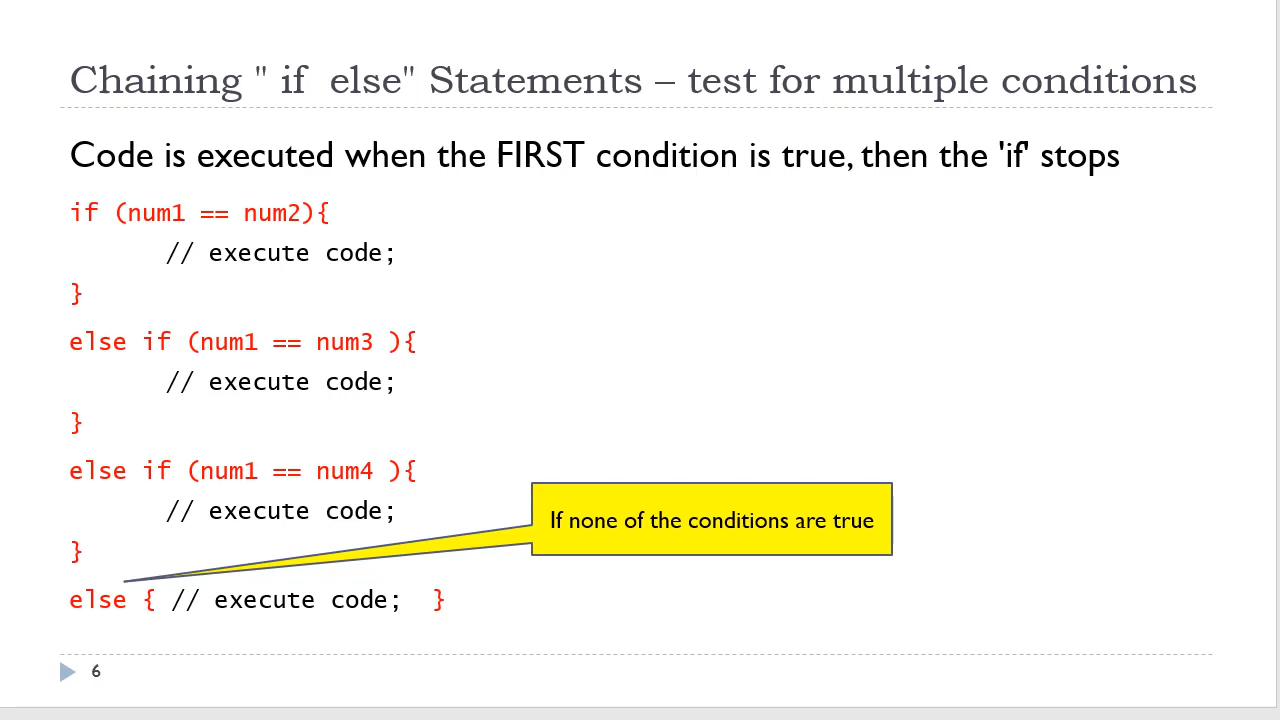 Chaining " if  else" Statements – test for multiple conditions
Code is executed when the FIRST condition is true, then the 'if' stops
if (num1 == num2){
// execute code;
}
else if (num1 == num3 ){
// execute code;
}
else if (num1 == num4 ){
// execute code;
}
If none of the conditions are true
else { // execute code;  }
6